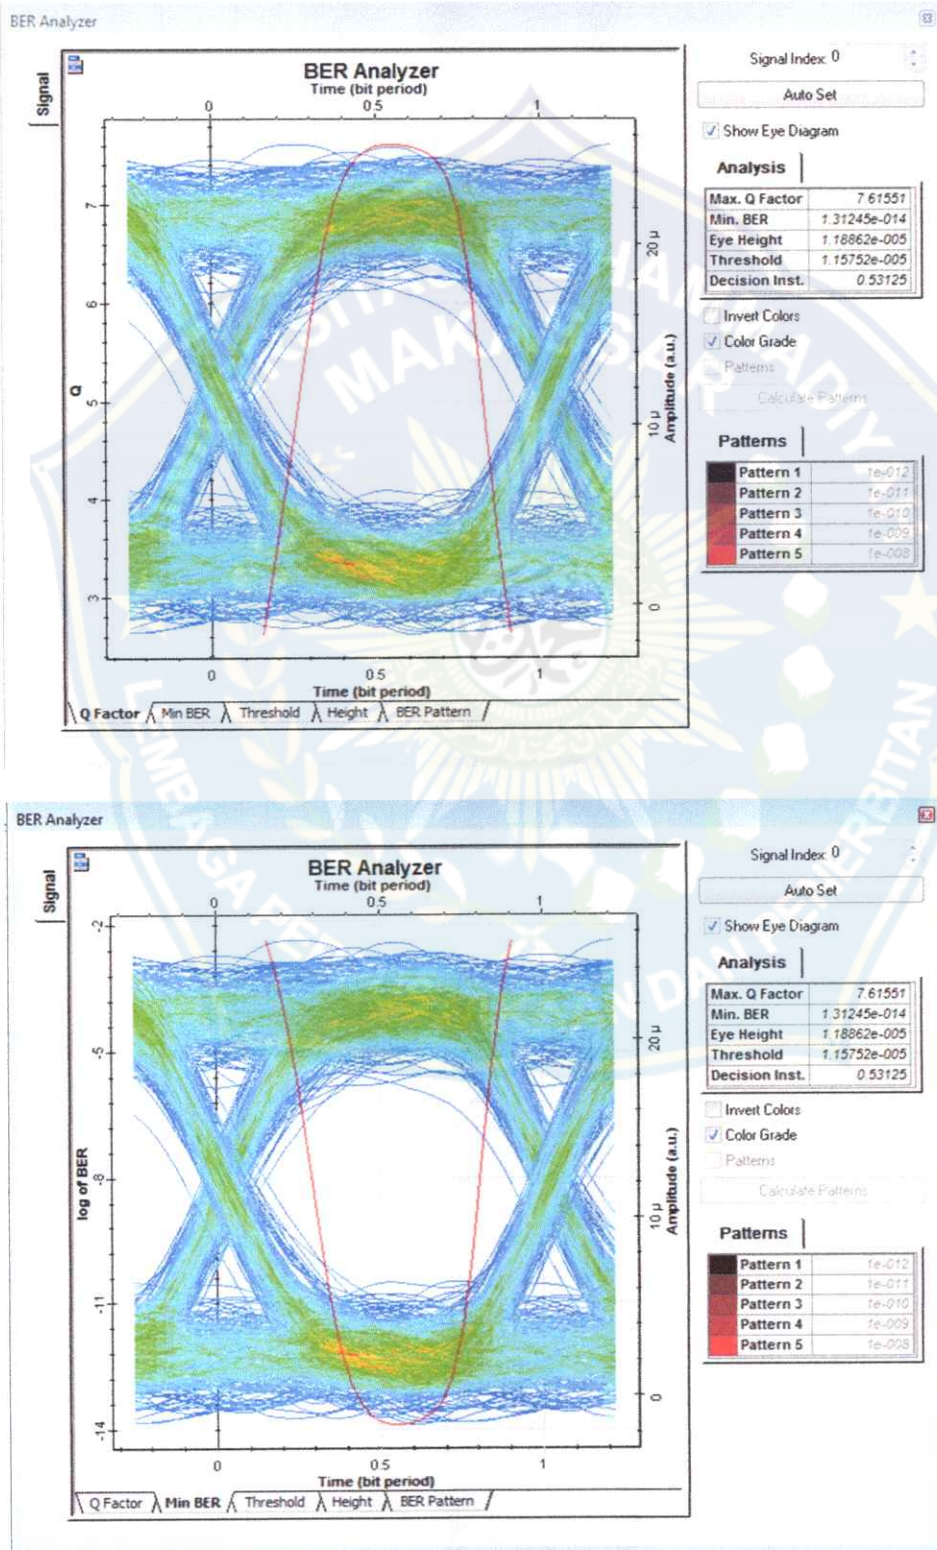 BER Analyzer
Signal
BER Analyzer
Time (bit period)
0 0.5 1
Q
7
6
5
4
3
Amplitude (a.u.)
20 µ
10 µ
0
0 0.5 1
Time (bit period)
Q Factor Min BER Threshold Height BER Pattern
Signal Index: 0
Auto Set
Show Eye Diagram
Analysis
Max. Q Factor 7.61551
Min. BER 1.31245e-014
Eye Height 1.18862e-005
Threshold 1.15752e-005
Decision Inst. 0.53125
Invert Colors
Color Grade
Patterns
Calculate Patterns
Patterns
Pattern 1 1e-012
Pattern 2 1e-011
Pattern 3 1e-010
Pattern 4 1e-009
Pattern 5 1e-008
MAKASSAR
LEMBAGA
DAN PENERBITAN
BER Analyzer
Signal
BER Analyzer
Time (bit period)
0 0.5 1
log of BER
-2
-5
-8
-11
-14
Amplitude (a.u.)
20 µ
10 µ
0
0 0.5 1
Time (bit period)
Q Factor Min BER Threshold Height BER Pattern
Signal Index: 0
Auto Set
Show Eye Diagram
Analysis
Max. Q Factor 7.61551
Min. BER 1.31245e-014
Eye Height 1.18862e-005
Threshold 1.15752e-005
Decision Inst. 0.53125
Invert Colors
Color Grade
Patterns
Calculate Patterns
Patterns
Pattern 1 1e-012
Pattern 2 1e-011
Pattern 3 1e-010
Pattern 4 1e-009
Pattern 5 1e-008